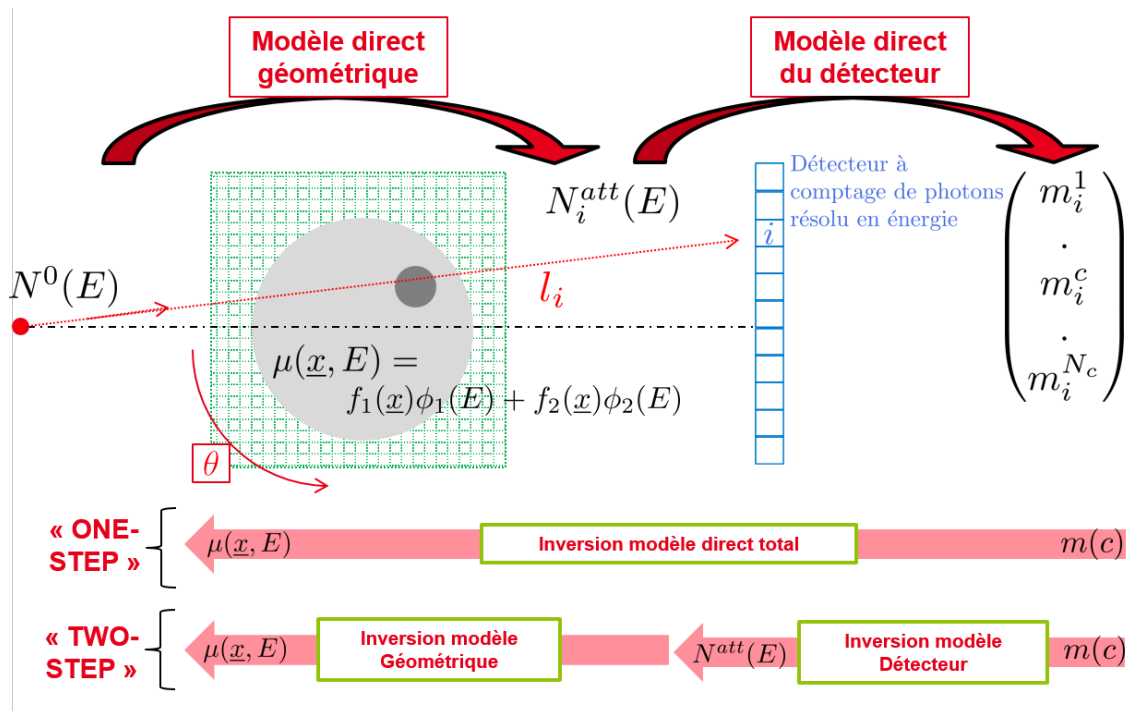 Modèle direct
géométrique
Modèle direct
du détecteur
N^0(E)
N_i^{att}(E)
Détecteur à
comptage de photons
résolu en énergie
i
l_i
μ(x, E) =
f_1(x)φ_1(E) + f_2(x)φ_2(E)
θ
m_i^1
.
m_i^c
.
m_i^{N_c}
« ONE-
STEP »
μ(x, E)
Inversion modèle direct total
m(c)
« TWO-
STEP »
μ(x, E)
Inversion modèle
Géométrique
N^{att}(E)
Inversion modèle
Détecteur
m(c)